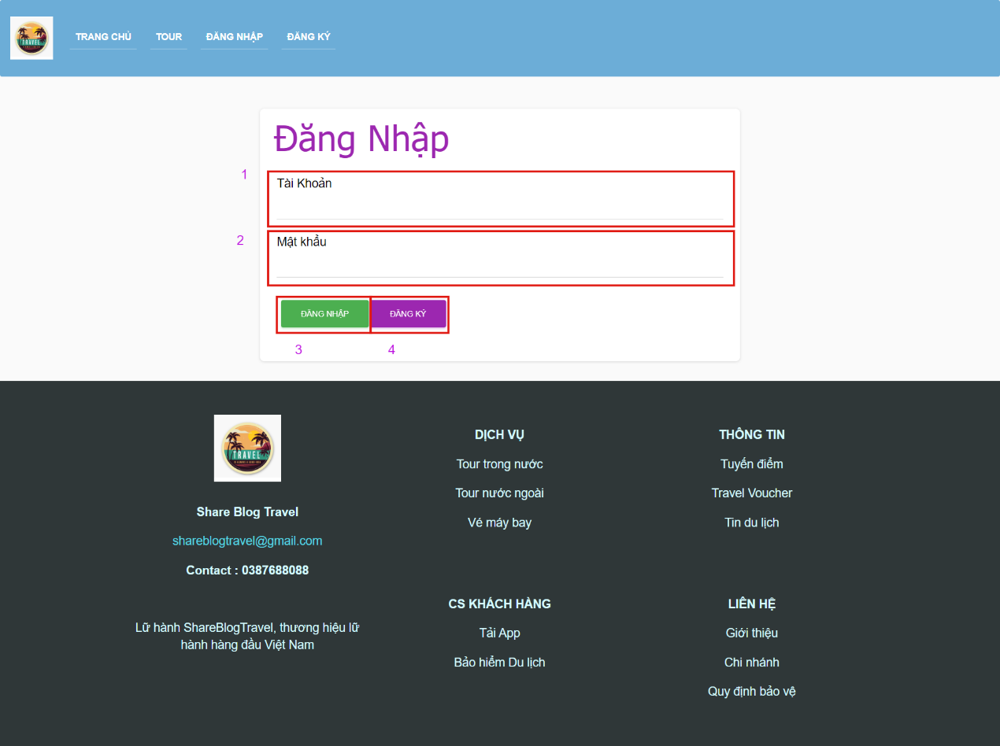 TRAVEL
TRANG CHỦ
TOUR
ĐĂNG NHẬP
ĐĂNG KÝ
Đăng Nhập
1
Tài Khoản
2
Mật khẩu
ĐĂNG NHẬP
ĐĂNG KÝ
3
4
TRAVEL
Share Blog Travel
shareblogtravel@gmail.com
Contact : 0387688088
Lữ hành ShareBlogTravel, thương hiệu lữ
hành hàng đầu Việt Nam
DỊCH VỤ
Tour trong nước
Tour nước ngoài
Vé máy bay
THÔNG TIN
Tuyến điểm
Travel Voucher
Tin du lịch
CS KHÁCH HÀNG
Tải App
Bảo hiểm Du lịch
LIÊN HỆ
Giới thiệu
Chi nhánh
Quy định bảo vệ